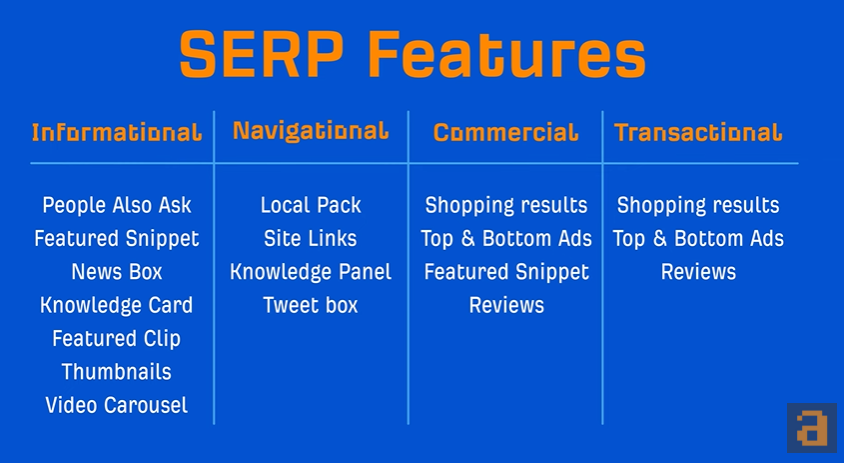 SERP Features
Informational
Navigational
Commercial
Transactional
People Also Ask
Featured Snippet
News Box
Knowledge Card
Featured Clip
Thumbnails
Video Carousel
Local Pack
Site Links
Knowledge Panel
Tweet box
Shopping results
Top & Bottom Ads
Featured Snippet
Reviews
Shopping results
Top & Bottom Ads
Reviews
a